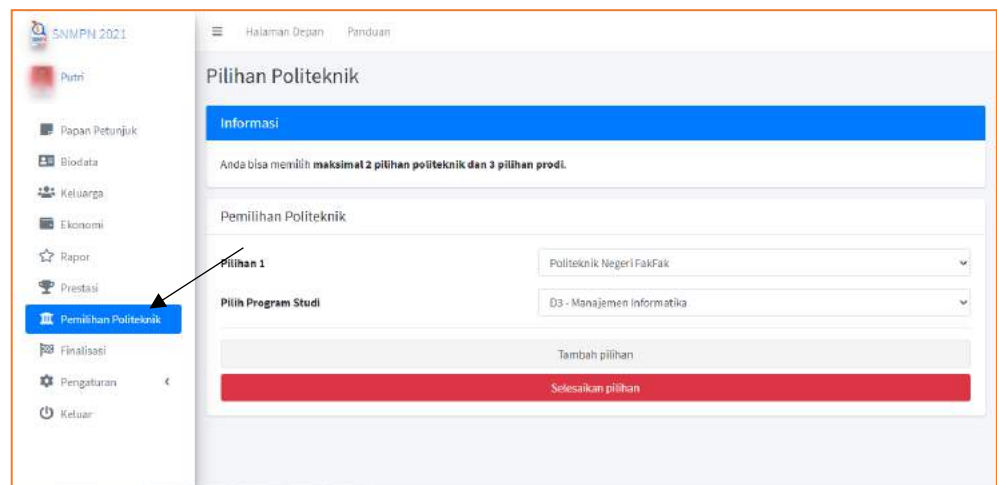 SNMPN 2021
Halaman Depan Panduan
Putri
Pilihan Politeknik
Papan Petunjuk
Biodata
Keluarga
Ekonomi
Rapor
Prestasi
Pemilihan Politeknik
Finalisasi
Pengaturan
Keluar
Informasi
Anda bisa memilih maksimal 2 pilihan politeknik dan 3 pilihan prodi.
Pemilihan Politeknik
Pilihan 1 Politeknik Negeri FakFak
Pilih Program Studi D3 - Manajemen Informatika
Tambah pilihan
Selesaikan pilihan